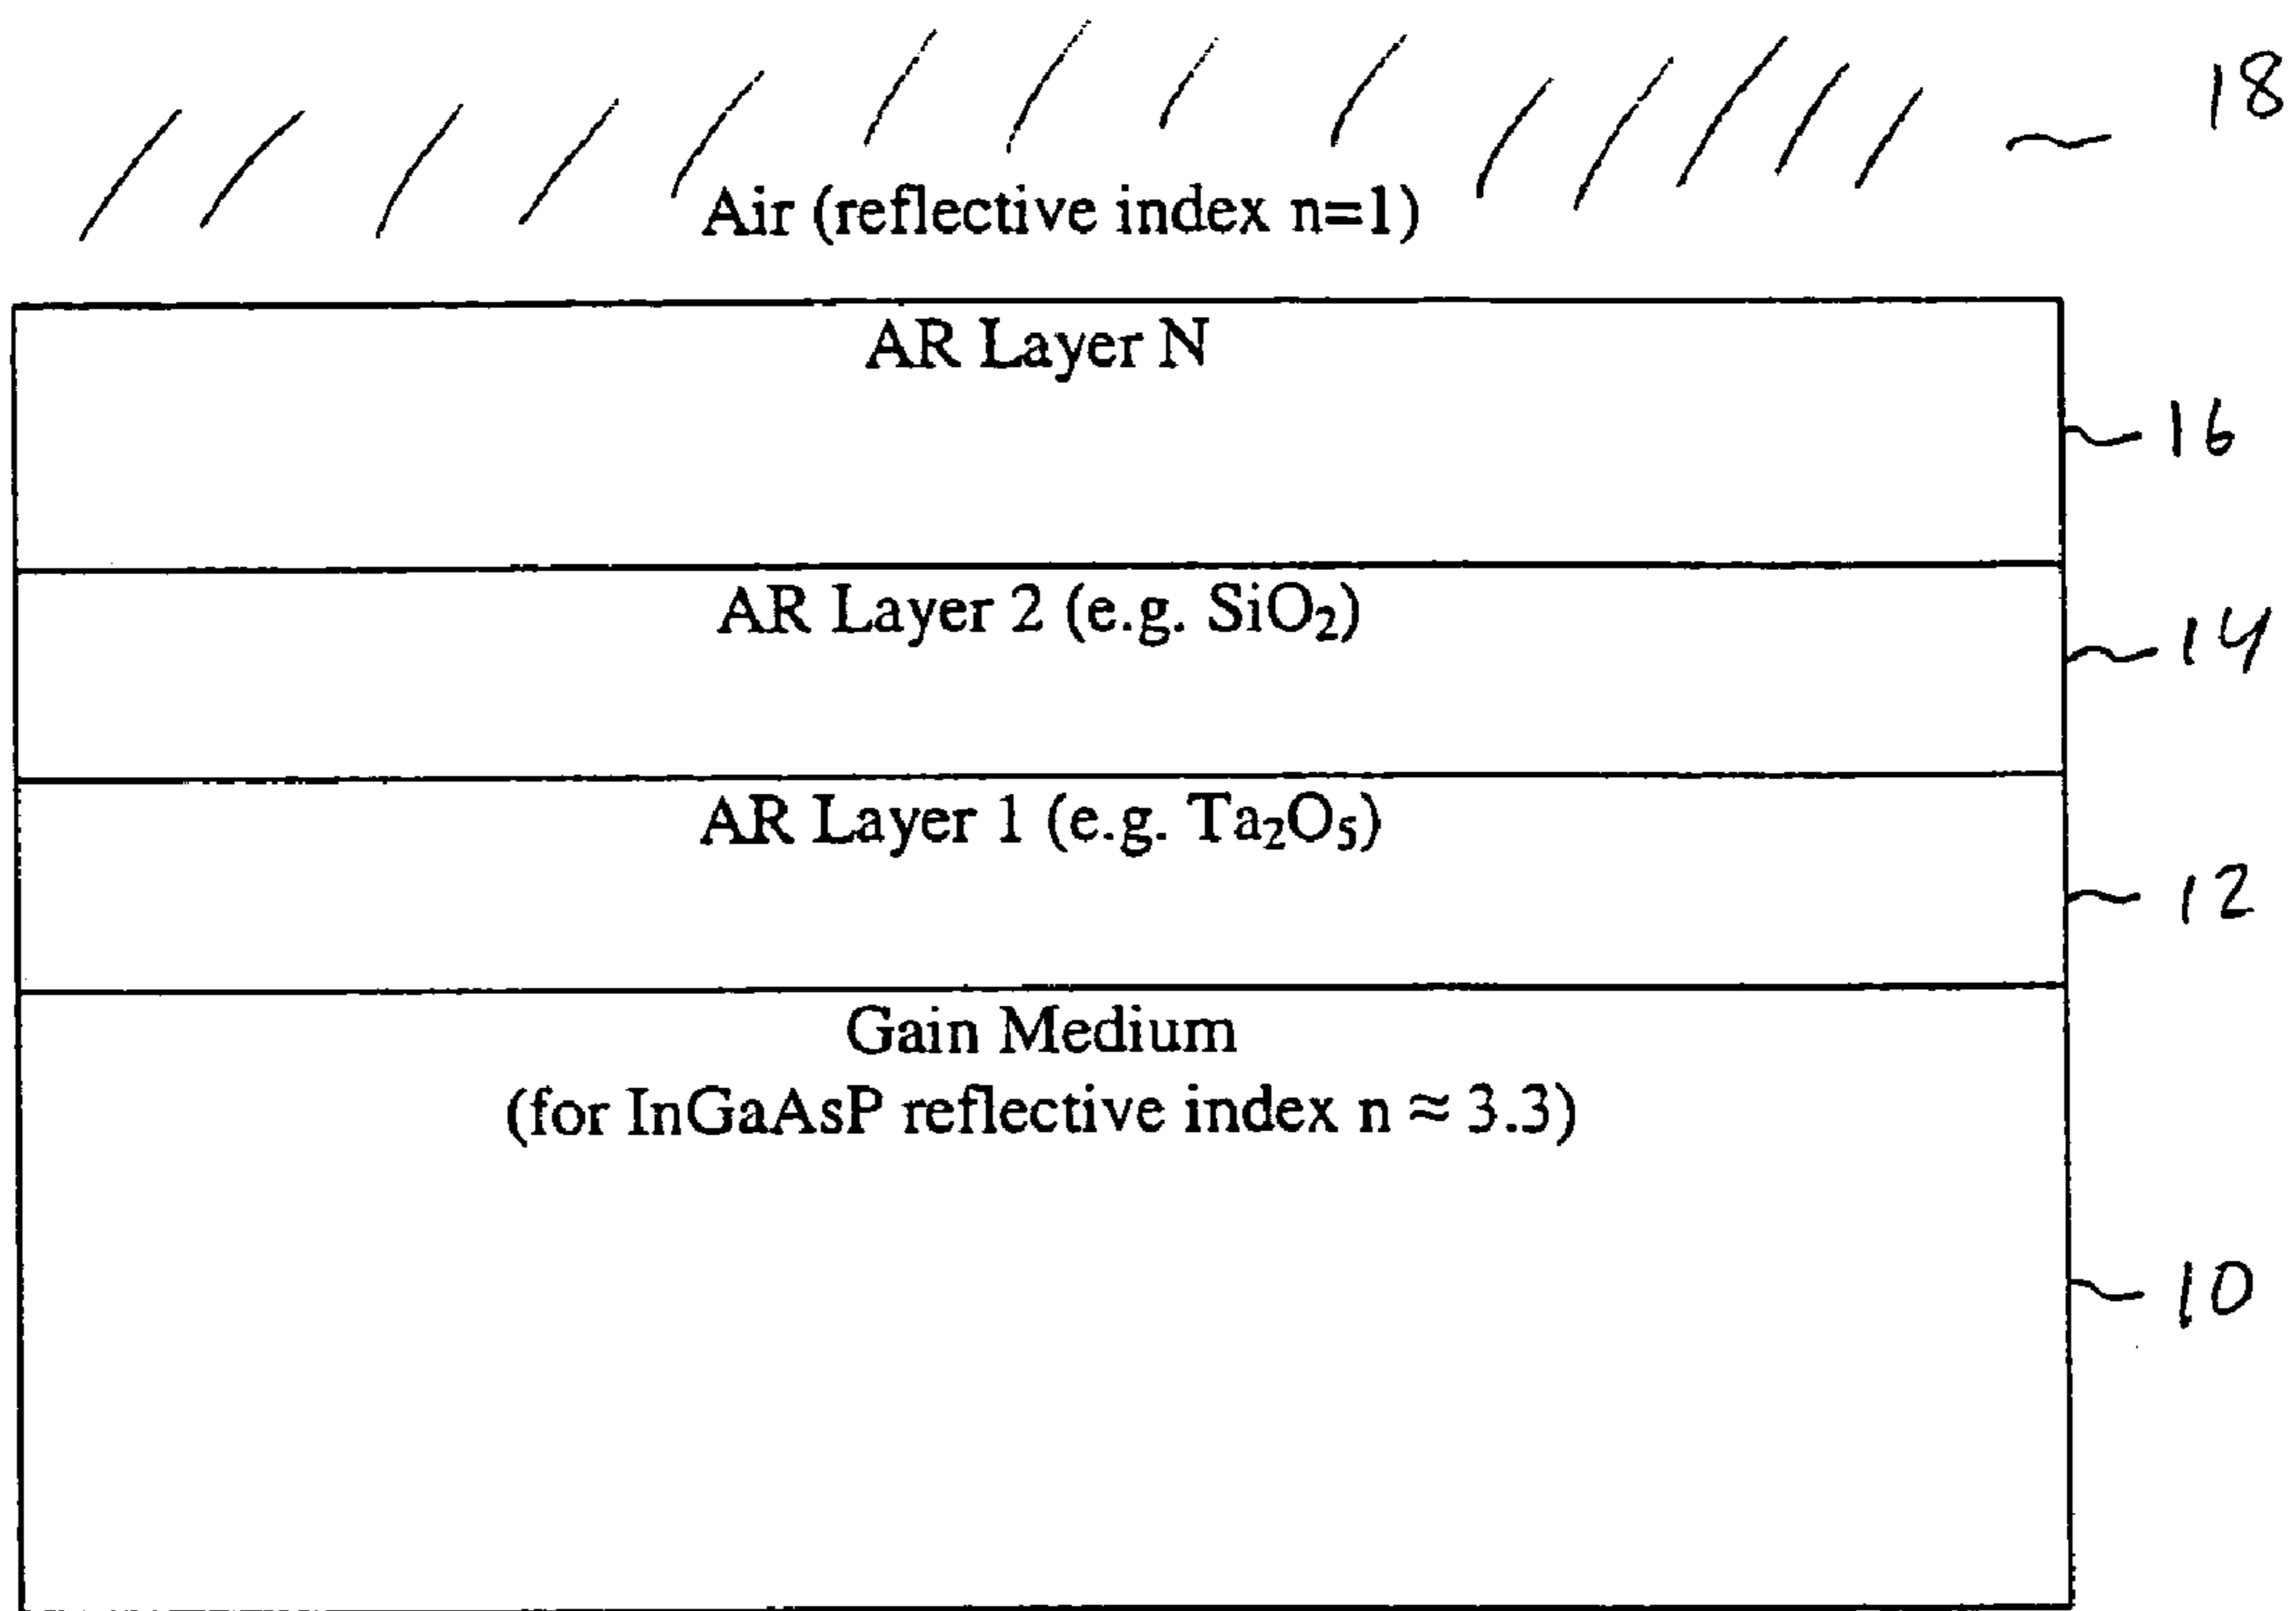 18
Air (reflective index n=1)
AR Layer N
16
AR Layer 2 (e.g. SiO₂)
14
AR Layer 1 (e.g. Ta₂O₅)
12
Gain Medium
(for InGaAsP reflective index n ≈ 3.3)
10